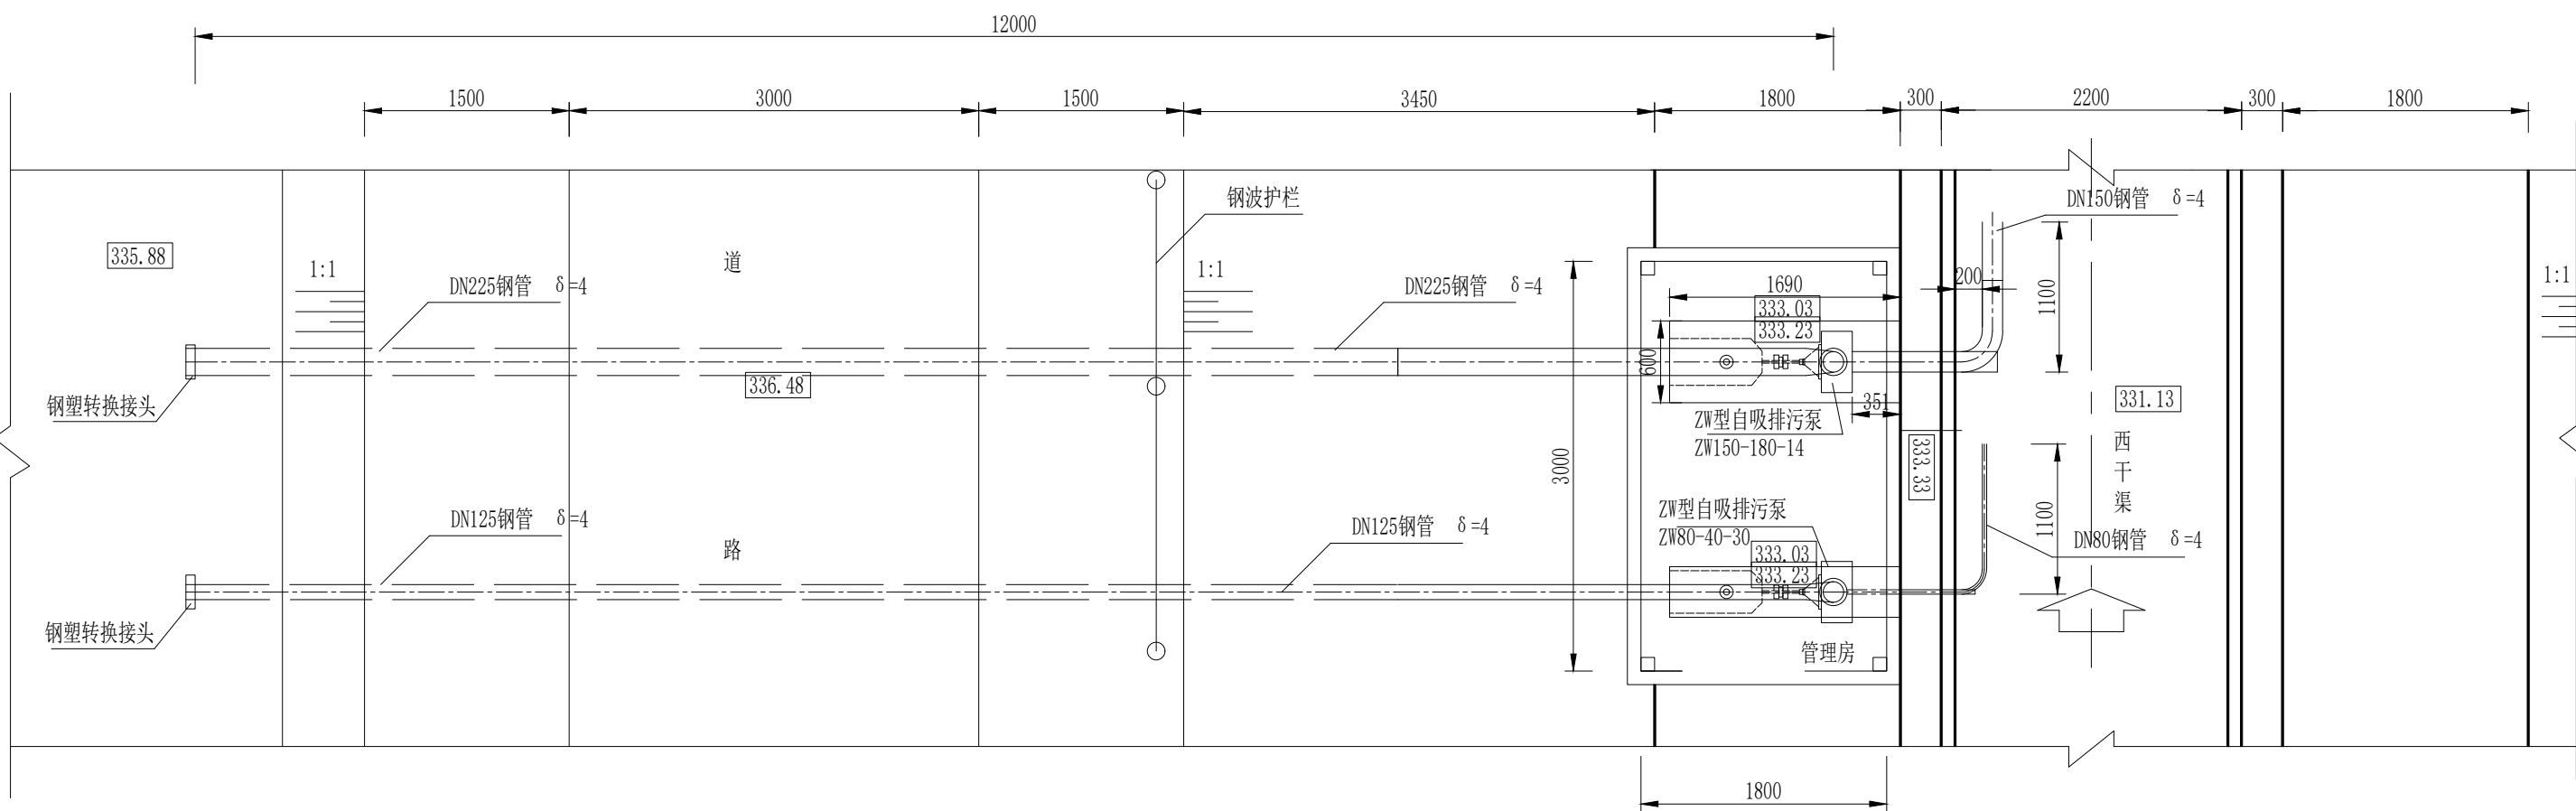 12000
1500
3000
1500
3450
1800
300
2200
300
1800
钢波护栏
DN150钢管 δ=4
335.88
道
1:1
1:1
1:1
DN225钢管 δ=4
DN225钢管 δ=4
1690
200
1100
333.03
333.23
600
336.48
钢塑转换接头
351
331.13
ZW型自吸排污泵
ZW150-180-14
西干渠
333.33
3000
ZW型自吸排污泵
ZW80-40-30
1100
DN125钢管 δ=4
DN125钢管 δ=4
DN80钢管 δ=4
路
333.03
333.23
钢塑转换接头
管理房
1800